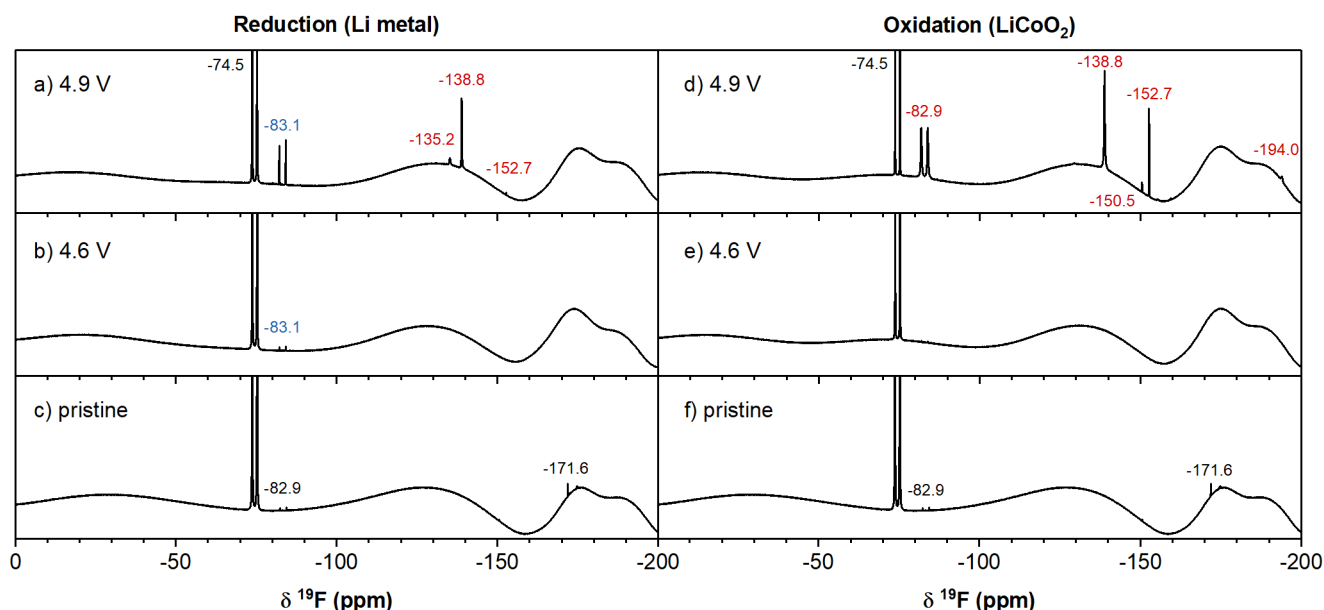 Reduction (Li metal)
Oxidation (LiCoO2)
a) 4.9 V
-74.5
-83.1
-135.2
-138.8
-152.7
d) 4.9 V
-74.5
-82.9
-138.8
-152.7
-150.5
-194.0
b) 4.6 V
-83.1
e) 4.6 V
c) pristine
-82.9
-171.6
f) pristine
-82.9
-171.6
0 -50 -100 -150 -200
-50 -100 -150 -200
δ 19F (ppm)
δ 19F (ppm)